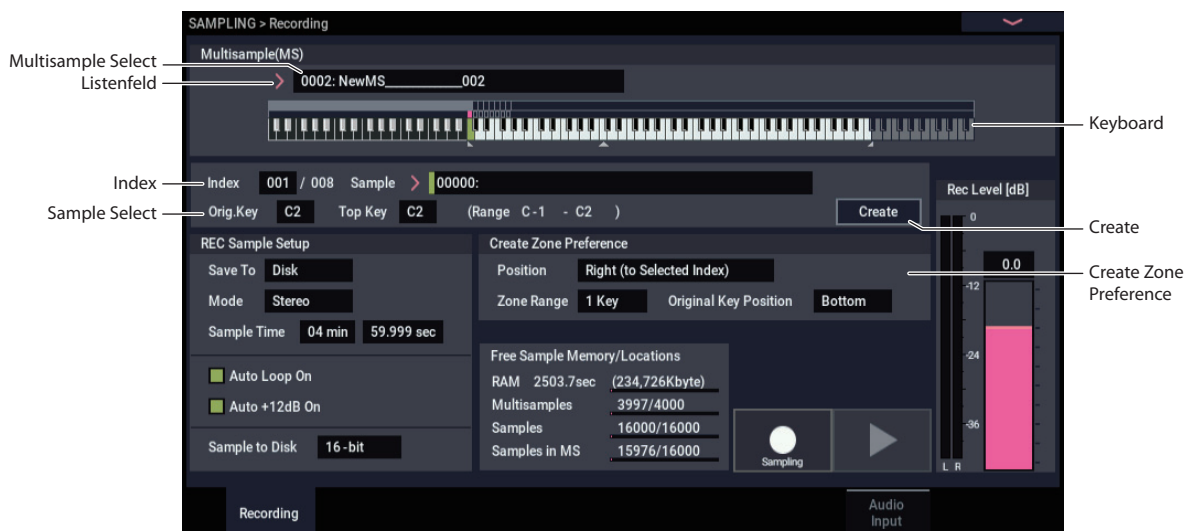 SAMPLING > Recording
Multisample(MS)
Multisample Select
Listenfeld
0002: NewMS__________002
Keyboard
Index
Index 001 / 008 Sample 00000:
Sample Select
Orig.Key C2 Top Key C2 (Range C-1 - C2 )
Create
Create
Rec Level [dB]
0
0.0
-12
-24
-36
L R
REC Sample Setup
Save To Disk
Mode Stereo
Sample Time 04 min 59.999 sec
Auto Loop On
Auto +12dB On
Sample to Disk 16-bit
Create Zone Preference
Position Right (to Selected Index)
Zone Range 1 Key Original Key Position Bottom
Create Zone
Preference
Free Sample Memory/Locations
RAM 2503.7sec (234,726Kbyte)
Multisamples 3997/4000
Samples 16000/16000
Samples in MS 15976/16000
Sampling
Recording
Audio
Input